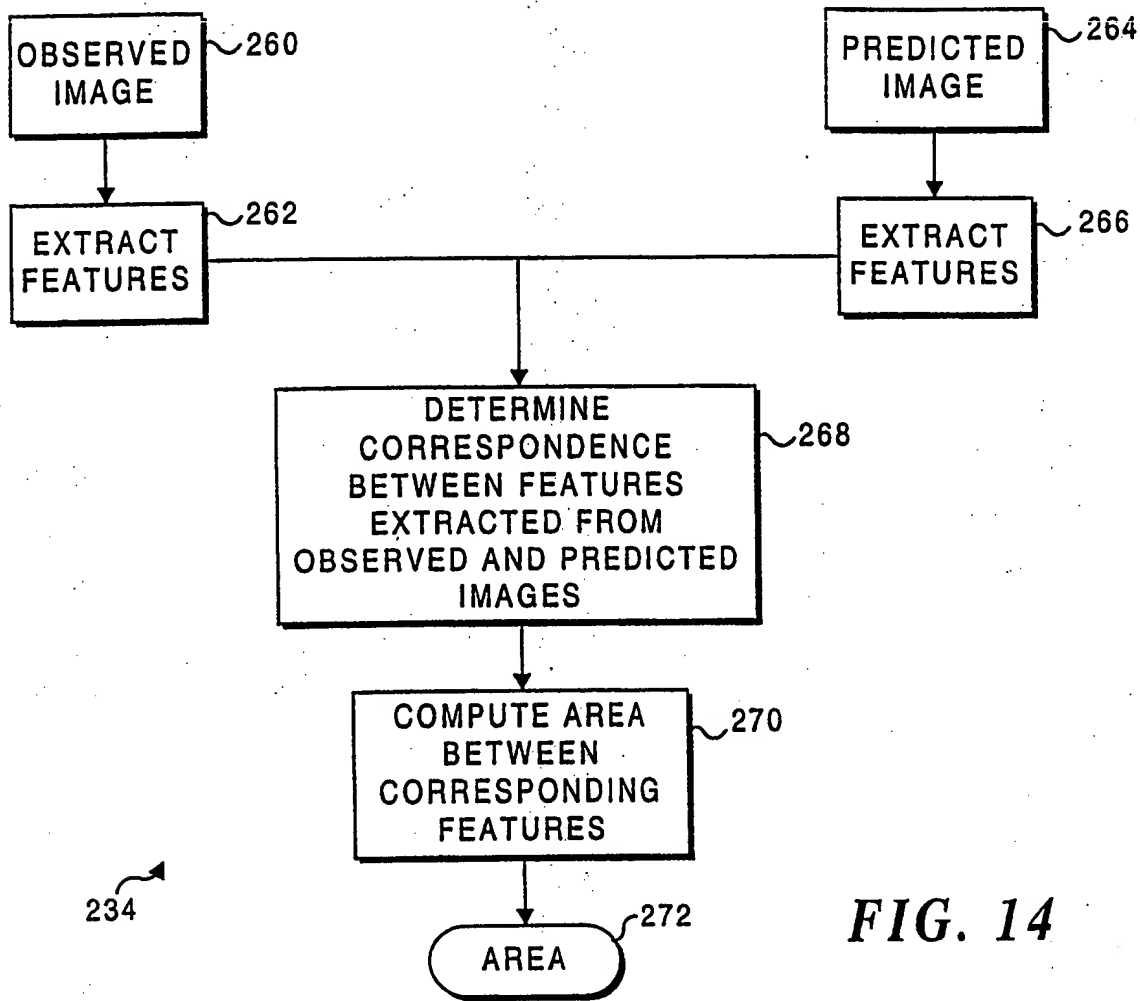 OBSERVED
IMAGE
260
PREDICTED
IMAGE
264
EXTRACT
FEATURES
262
EXTRACT
FEATURES
266
DETERMINE
CORRESPONDENCE
BETWEEN FEATURES
EXTRACTED FROM
OBSERVED AND PREDICTED
IMAGES
268
COMPUTE AREA
BETWEEN
CORRESPONDING
FEATURES
270
234
AREA
272
FIG. 14